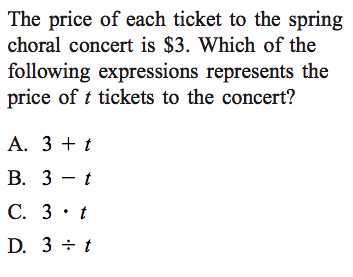 The price of each ticket to the spring
choral concert is $3. Which of the
following expressions represents the
price of t tickets to the concert?
A. 3 + t
B. 3 − t
C. 3 · t
D. 3 ÷ t